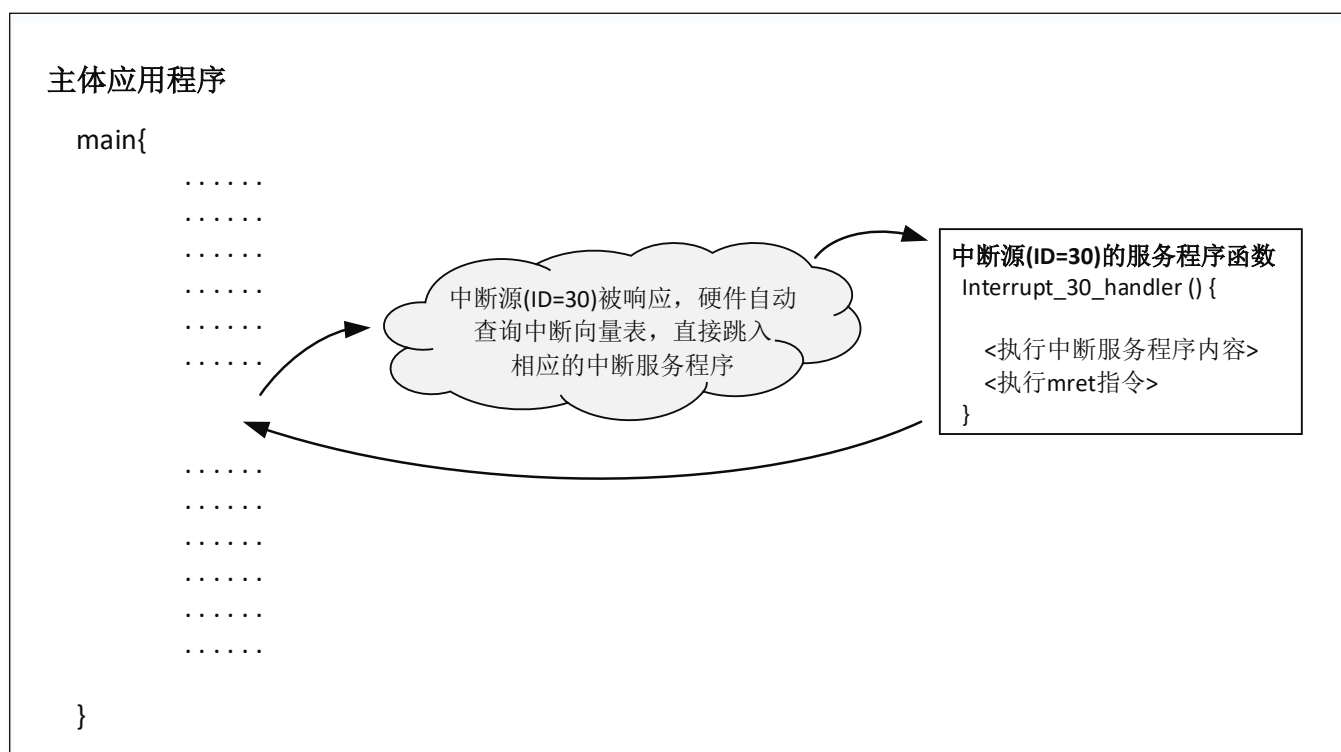 主体应用程序
main{
......
......
......
......
......
......
中断源(ID=30)被响应，硬件自动
查询中断向量表，直接跳入
相应的中断服务程序
中断源(ID=30)的服务程序函数
Interrupt_30_handler () {
<执行中断服务程序内容>
<执行mret指令>
}
......
......
......
......
......
......
}